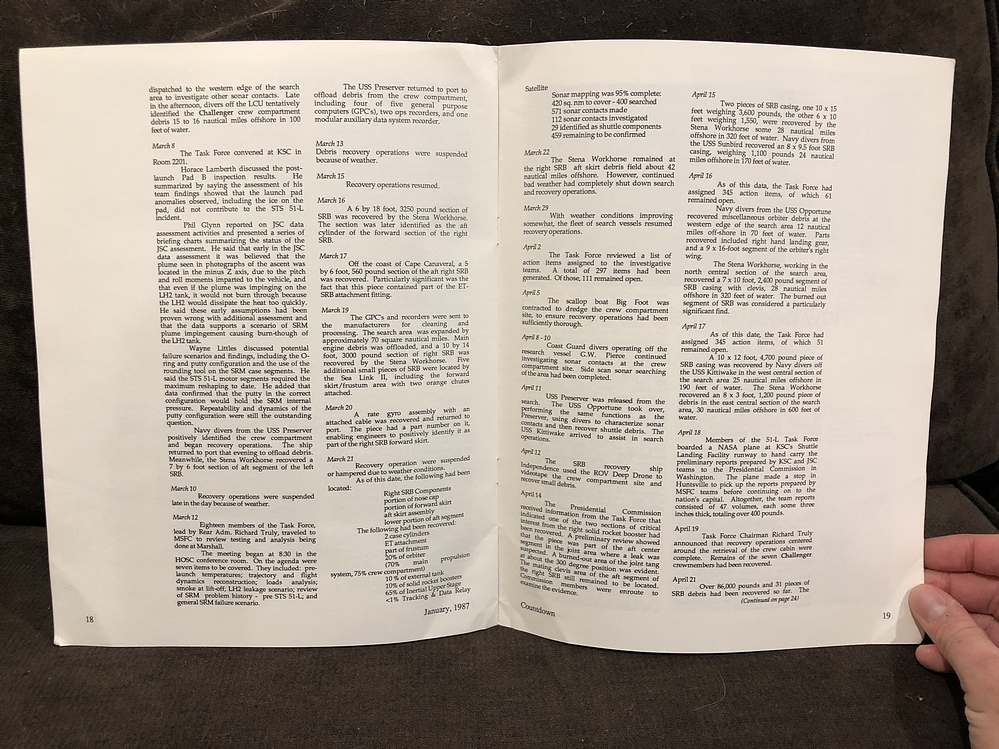 dispatched to the western edge of the search
area to investigate other sonar contacts. Late
in the afternoon, divers off the LCU tentatively
identified the Challenger crew compartment
debris 15 to 16 nautical miles offshore in 100
feet of water.
March 8
The Task Force convened at KSC in
Room 2201.
Horace Lamberth discussed the post-
launch Pad B inspection results. He
summarized by saying the assessment of his
team findings showed that the launch pad
anomalies observed, including the ice on the
pad, did not contribute to the STS 51-L
incident.
Phil Glynn reported on JSC data
assessment activities and presented a series of
briefing charts summarizing the status of the
JSC assessment. He said that early in the JSC
data assessment it was believed that the
plume seen in photographs of the ascent was
located in the minus Z axis, due to the pitch
and roll moments imparted to the vehicle, and
that even if the plume was impinging on the
LH2 tank, it would not burn through because
the LH2 would dissipate the heat too quickly.
He said these early assumptions had been
proven wrong with additional assessment and
that the data supports a scenario of SRM
plume impingement causing burn-though of
the LH2 tank.
Wayne Littles discussed potential
failure scenarios and findings, including the O-
ring and putty configuration and the use of the
rounding tool on the SRM case segments. He
said the STS 51-L motor segments required the
maximum reshaping to date. He added that
data confirmed that the putty in the correct
configuration would hold the SRM internal
pressure. Repeatability and dynamics of the
putty configuration were still the outstanding
question.
Navy divers from the USS Preserver
positively identified the crew compartment
and began recovery operations. The ship
returned to port that evening to offload debris.
Meanwhile, the Stena Workhorse recovered a
7 by 6 foot section of aft segment of the left
SRB.
March 10
Recovery operations were suspended
late in the day because of weather.
March 12
Eighteen members of the Task Force,
lead by Rear Adm. Richard Truly, traveled to
MSFC to review testing and analysis being
done at Marshall.
The meeting began at 8:30 in the
HOSC conference room. On the agenda were
seven items to be covered. They included: pre-
launch temperatures; trajectory and flight
dynamics reconstruction; loads analysis;
smoke at lift-off; LH2 leakage scenario; review
of SRM problem history - pre STS 51-L; and
general SRM failure scenario.
18
The USS Preserver returned to port to
offload debris from the crew compartment,
including four of five general purpose
computers (GPC's), two ops recorders, and one
modular auxiliary data system recorder.
March 13
Debris recovery operations were suspended
because of weather.
March 15
Recovery operations resumed.
March 16
A 6 by 18 foot, 3250 pound section of
SRB was recovered by the Stena Workhorse.
The section was later identified as the aft
cylinder of the forward section of the right
SRB.
March 17
Off the coast of Cape Canaveral, a 5
by 6 foot, 560 pound section of the aft right SRB
was recovered. Particularly significant was the
fact that this piece contained part of the ET-
SRB attachment fitting.
March 19
The GPC's and recorders were sent to
the manufacturers for cleaning and
processing. The search area was expanded by
approximately 70 square nautical miles. Main
engine debris was offloaded, and a 10 by 14
foot, 3000 pound section of right SRB was
recovered by the Stena Workhorse. Five
additional small pieces of SRB were located by
the Sea Link II, including the forward
skirt/frustum area with two orange chutes
attached.
March 20
A rate gyro assembly with an
attached cable was recovered and returned to
port. The piece had a part number on it,
enabling engineers to positively identify it as
part of the right SRB forward skirt.
March 21
Recovery operation were suspended
or hampered due to weather conditions.
As of this date, the following had been
located:
Right SRB Components
portion of nose cap
portion of forward skirt
aft skirt assembly
lower portion of aft segment
The following had been recovered:
2 case cylinders
ET attachment
part of frustum
20% of orbiter
(70% main propulsion
system, 75% crew compartment)
10 % of external tank
10% of solid rocket boosters
65% of Inertial Upper Stage
<1% Tracking & Data Relay
January, 1987
Satellite
Sonar mapping was 95% complete:
420 sq. nm to cover - 400 searched
571 sonar contacts made
112 sonar contacts investigated
29 identified as shuttle components
459 remaining to be confirmed
March 22
The Stena Workhorse remained at
the right SRB aft skirt debris field about 42
nautical miles offshore. However, continued
bad weather had completely shut down search
and recovery operations.
March 29
With weather conditions improving
somewhat, the fleet of search vessels resumed
recovery operations.
April 2
The Task Force reviewed a list of
action items assigned to the investigative
teams. A total of 297 items had been
generated. Of those, 111 remained open.
April 5
The scallop boat Big Foot was
contracted to dredge the crew compartment
site, to ensure recovery operations had been
sufficiently thorough.
April 8 - 10
Coast Guard divers operating off the
research vessel G.W. Pierce continued
investigating sonar contacts at the crew
compartment site. Side scan sonar searching
of the area had been completed.
April 11
USS Preserver was released from the
search. The USS Opportune took over,
performing the same functions as the
Preserver, using divers to characterize sonar
contacts and then recover shuttle debris. The
USS Kittiwake arrived to assist in search
operations.
April 12
The SRB recovery ship
Independence used the ROV Deep Drone to
videotape the crew compartment site and
recover small debris.
April 14
The Presidential Commission
received information from the Task Force that
indicated one of the two sections of critical
interest from the right solid rocket booster had
been recovered. A preliminary review showed
that the piece was part of the aft center
segment in the joint area where a leak was
suspected. A burned-out area of the joint tang
at about the 300 degree position was evident.
The mating clevis area of the aft segment of
the right SRB still remained to be located.
Commission members were enroute to
examine the evidence.
Countdown
April 15
Two pieces of SRB casing, one 10 x 15
feet weighing 3,600 pounds, the other 6 x 10
feet weighing 1,550, were recovered by the
Stena Workhorse some 28 nautical miles
offshore in 320 feet of water. Navy divers from
the USS Sunbird recovered an 8 x 9.5 foot SRB
casing, weighing 1,100 pounds 24 nautical
miles offshore in 170 feet of water.
April 16
As of this data, the Task Force had
assigned 345 action items, of which 61
remained open.
Navy divers from the USS Opportune
recovered miscellaneous orbiter debris at the
western edge of the search area 12 nautical
miles off-shore in 70 feet of water. Parts
recovered included right hand landing gear,
and a 9 x 16-foot segment of the orbiter's right
wing.
The Stena Workhorse, working in the
north central section of the search area,
recovered a 7 x 10 foot, 2,400 pound segment of
SRB casing with clevis, 28 nautical miles
offshore in 320 feet of water. The burned out
segment of SRB was considered a particularly
significant find.
April 17
As of this date, the Task Force had
assigned 345 action items, of which 51
remained open.
A 10 x 12 foot, 4,700 pound piece of
SRB casing was recovered by Navy divers off
the USS Kittiwake in the west central section of
the search area 25 nautical miles offshore in
190 feet of water. The Stena Workhorse
recovered an 8 x 3 foot, 1,200 pound piece of
debris in the east central section of the search
area, 30 nautical miles offshore in 600 feet of
water.
April 18
Members of the 51-L Task Force
boarded a NASA plane at KSC's Shuttle
Landing Facility runway to hand carry the
preliminary reports prepared by KSC and JSC
teams to the Presidential Commission in
Washington. The plane made a stop in
Huntsville to pick up the reports prepared by
MSFC teams before continuing on to the
nation's capital. Altogether, the team reports
consisted of 47 volumes, each some three
inches thick, totaling over 400 pounds.
April 19
Task Force Chairman Richard Truly
announced that recovery operations centered
around the retrieval of the crew cabin were
complete. Remains of the seven Challenger
crewmembers had been recovered.
April 21
Over 86,000 pounds and 31 pieces of
SRB debris had been recovered so far. The
(Continued on page 24)
19